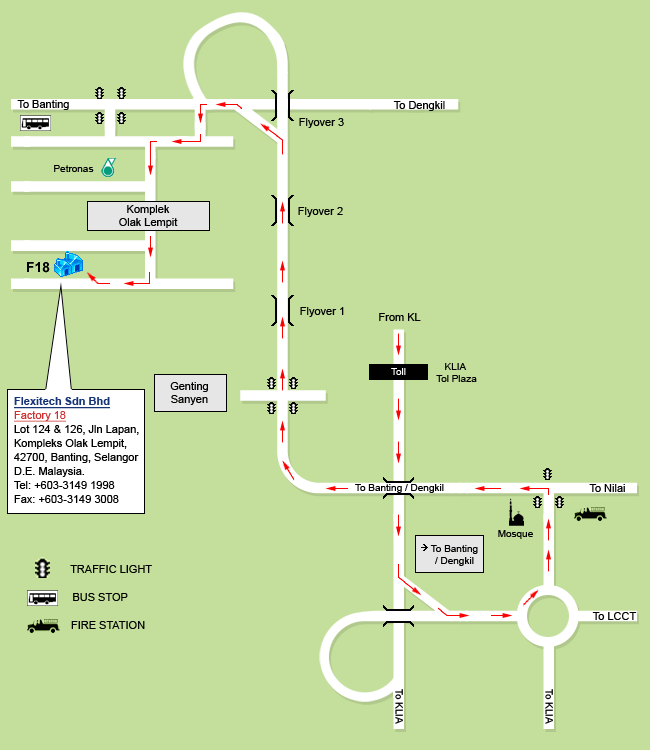 To Banting
To Dengkil
Flyover 3
Petronas
Komplek
Olak Lempit
Flyover 2
F18
Flyover 1
From KL
Toll
KLIA
Tol Plaza
Genting
Sanyen
Flexitech Sdn Bhd
Factory 18
Lot 124 & 126, Jln Lapan,
Kompleks Olak Lempit,
42700, Banting, Selangor
D.E. Malaysia.
Tel: +603-3149 1998
Fax: +603-3149 3008
To Banting / Dengkil
To Nilai
Mosque
To Banting
/ Dengkil
TRAFFIC LIGHT
BUS STOP
FIRE STATION
To LCCT
To KLIA
To KLIA